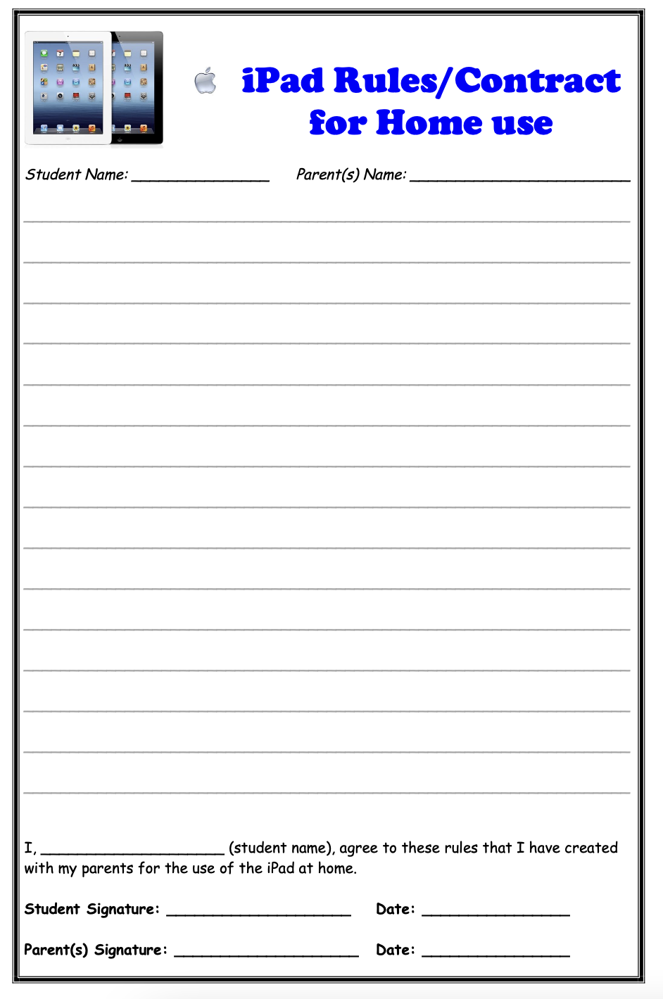 iPad Rules/Contract
for Home use
Student Name: _______________ Parent(s) Name: ________________________
I, ____________________ (student name), agree to these rules that I have created
with my parents for the use of the iPad at home.
Student Signature: ____________________ Date: ________________
Parent(s) Signature: ____________________ Date: ________________